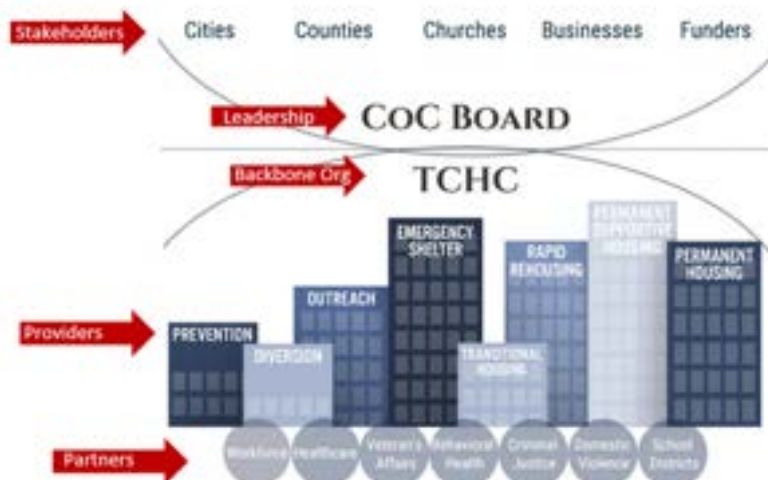 Stakeholders
Cities Counties Churches Businesses Funders
Leadership
CoC Board
Backbone Org
TCHC
Providers
PREVENTION
DIVERSION
OUTREACH
EMERGENCY
SHELTER
TRANSITIONAL
HOUSING
RAPID
REHOUSING
PERMANENT
SUPPORTIVE
HOUSING
PERMANENT
HOUSING
Partners
Workforce
Healthcare
Veteran's
Affairs
Behavioral
Health
Criminal
Justice
Domestic
Violence
School
Districts